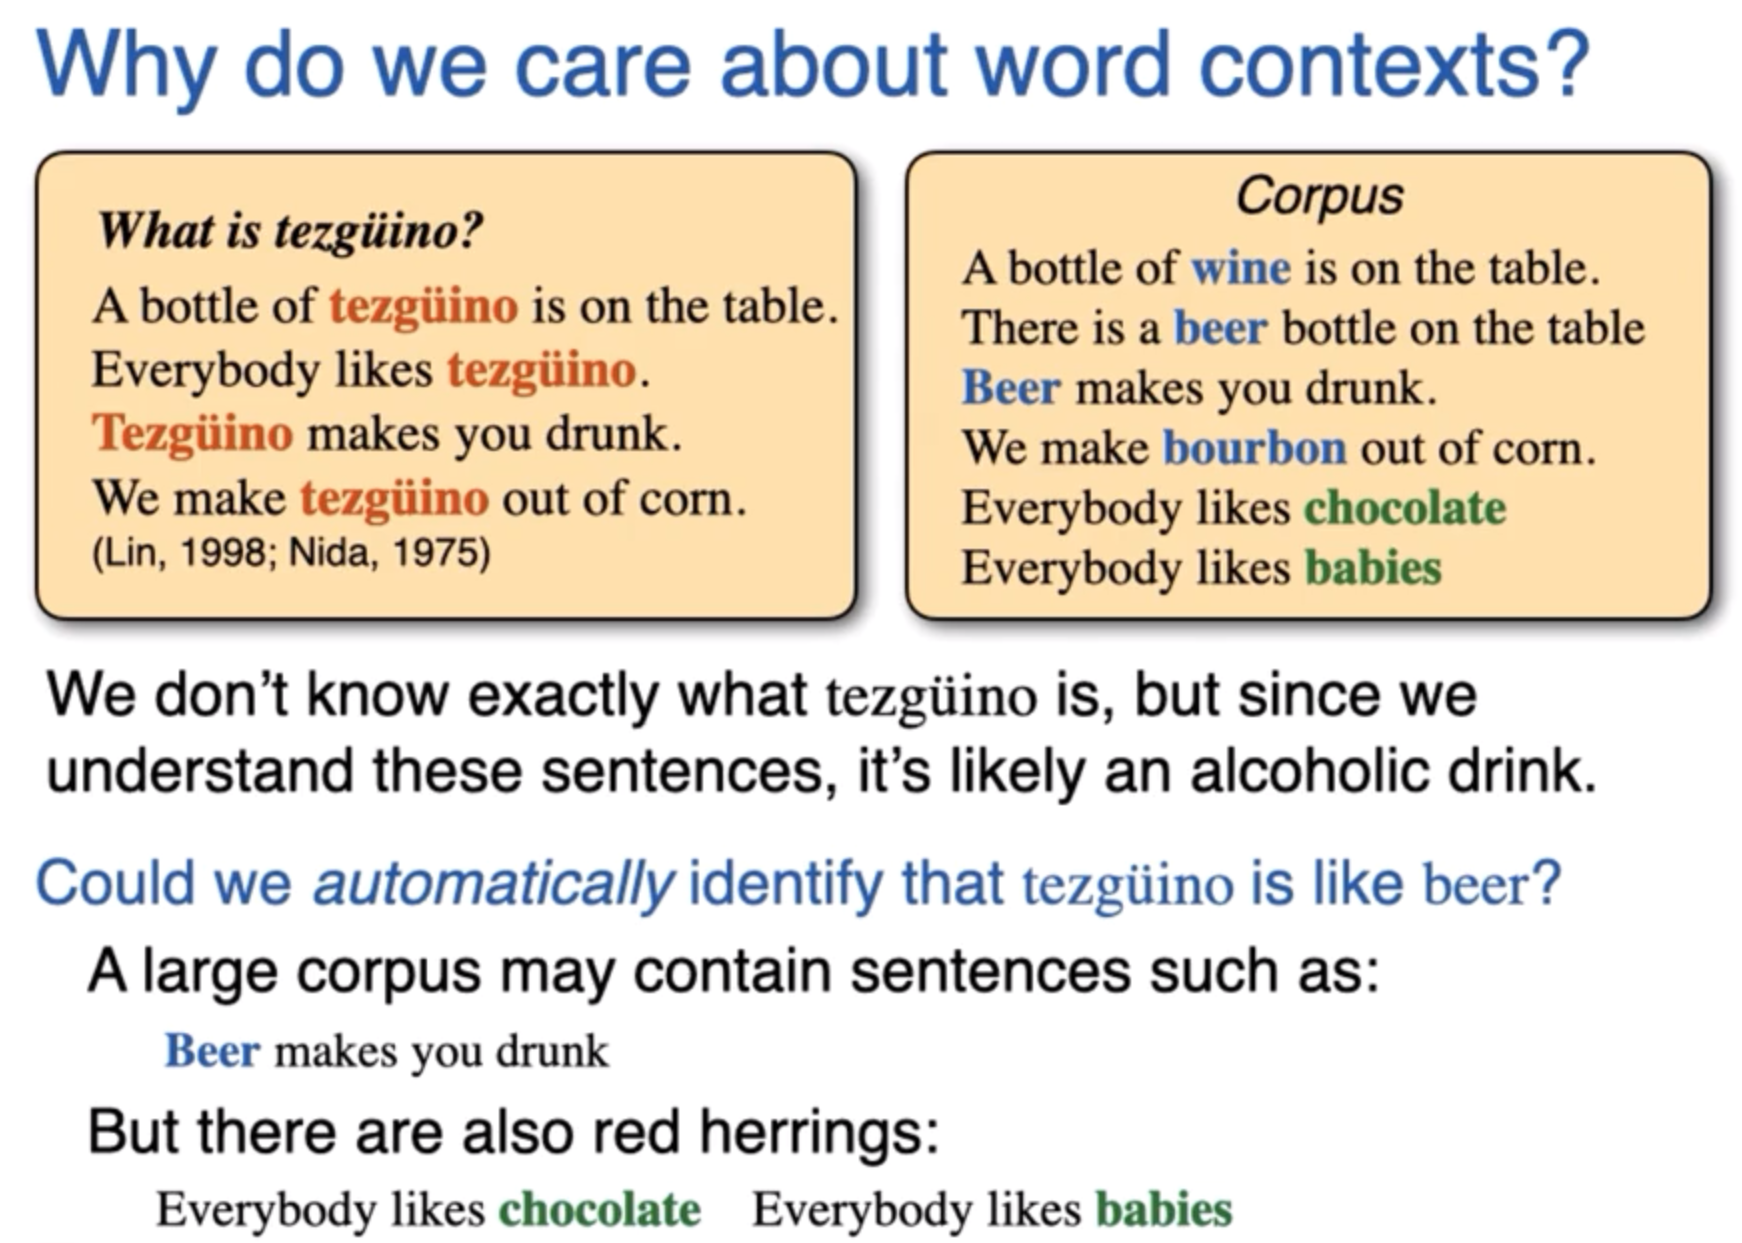 Why do we care about word contexts?
What is tezgüino?
A bottle of tezgüino is on the table.
Everybody likes tezgüino.
Tezgüino makes you drunk.
We make tezgüino out of corn.
(Lin, 1998; Nida, 1975)
Corpus
A bottle of wine is on the table.
There is a beer bottle on the table
Beer makes you drunk.
We make bourbon out of corn.
Everybody likes chocolate
Everybody likes babies
We don’t know exactly what tezgüino is, but since we
understand these sentences, it’s likely an alcoholic drink.
Could we automatically identify that tezgüino is like beer?
A large corpus may contain sentences such as:
Beer makes you drunk
But there are also red herrings:
Everybody likes chocolate Everybody likes babies